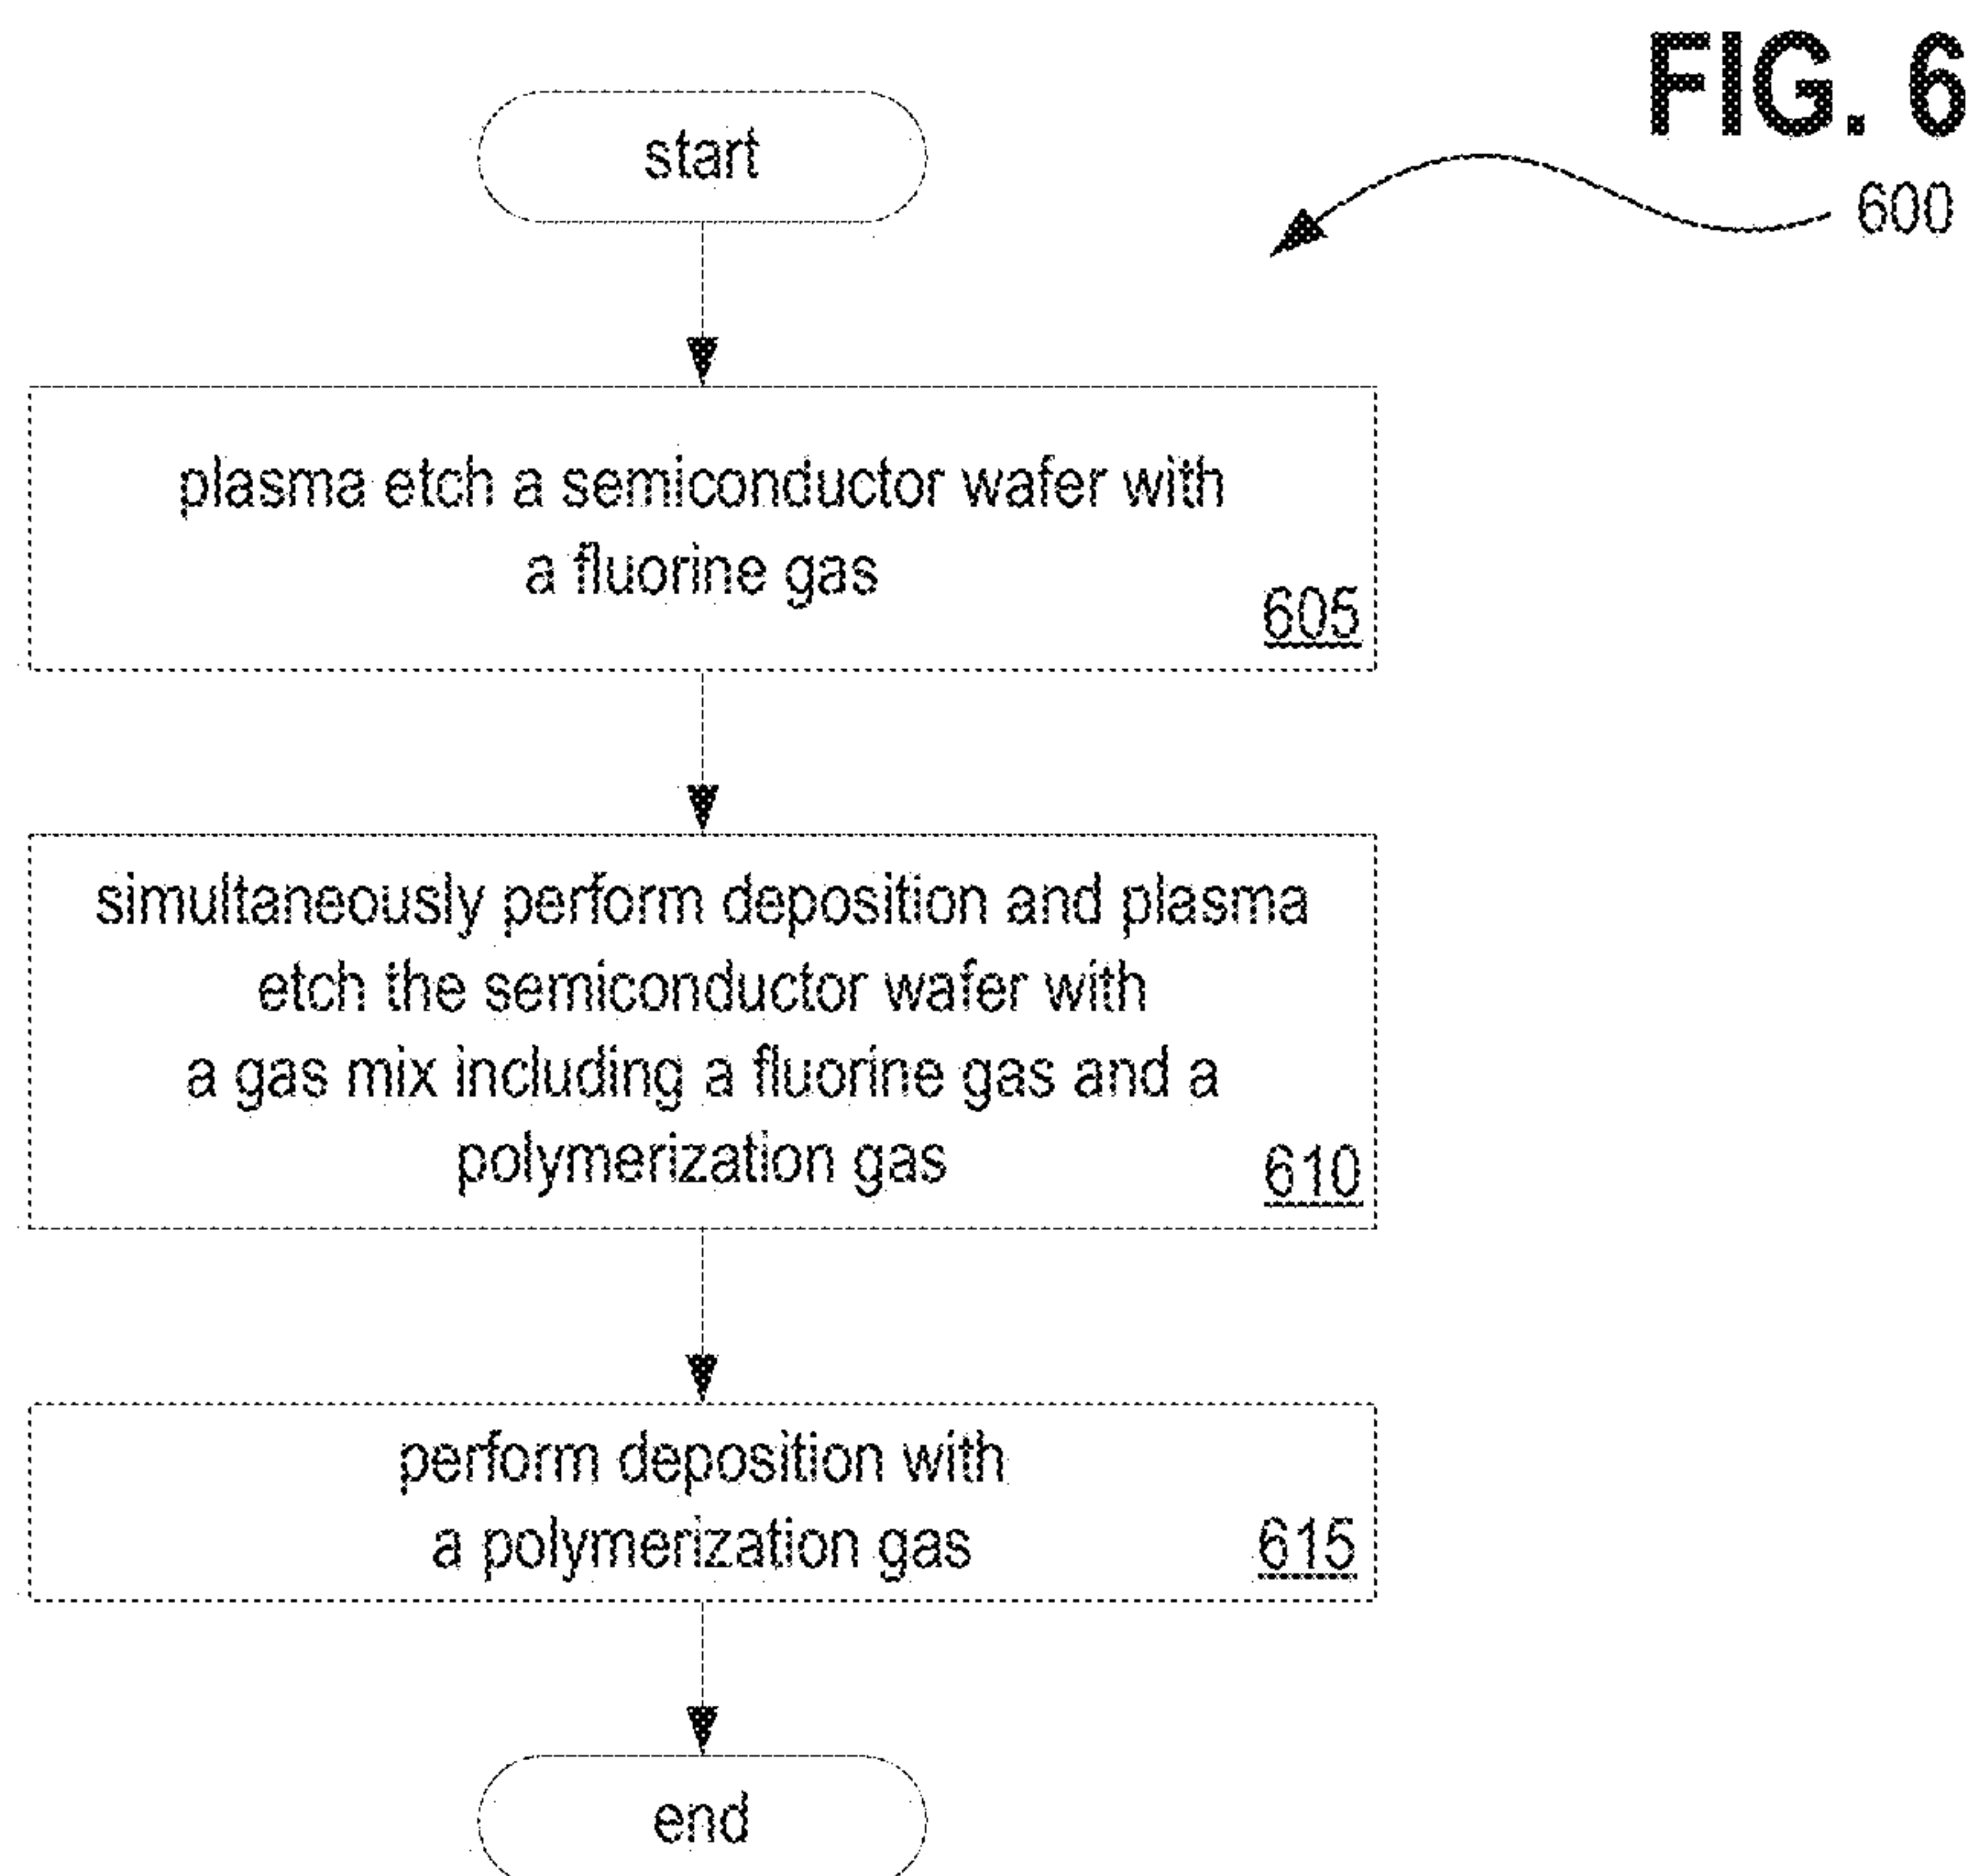 FIG. 6
600
start
plasma etch a semiconductor wafer with
a fluorine gas
605
simultaneously perform deposition and plasma
etch the semiconductor wafer with
a gas mix including a fluorine gas and a
polymerization gas
610
perform deposition with
a polymerization gas
615
end